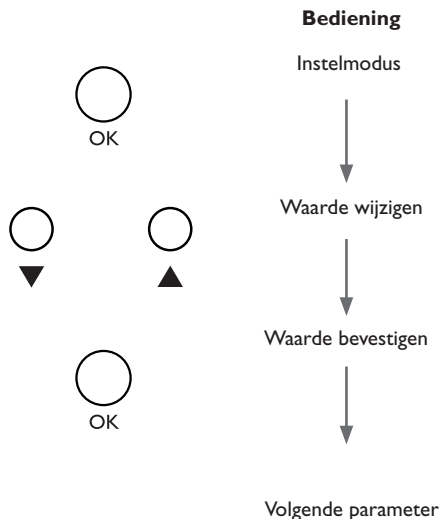 Bediening
Instelmodus
OK
Waarde wijzigen
Waarde bevestigen
OK
Volgende parameter